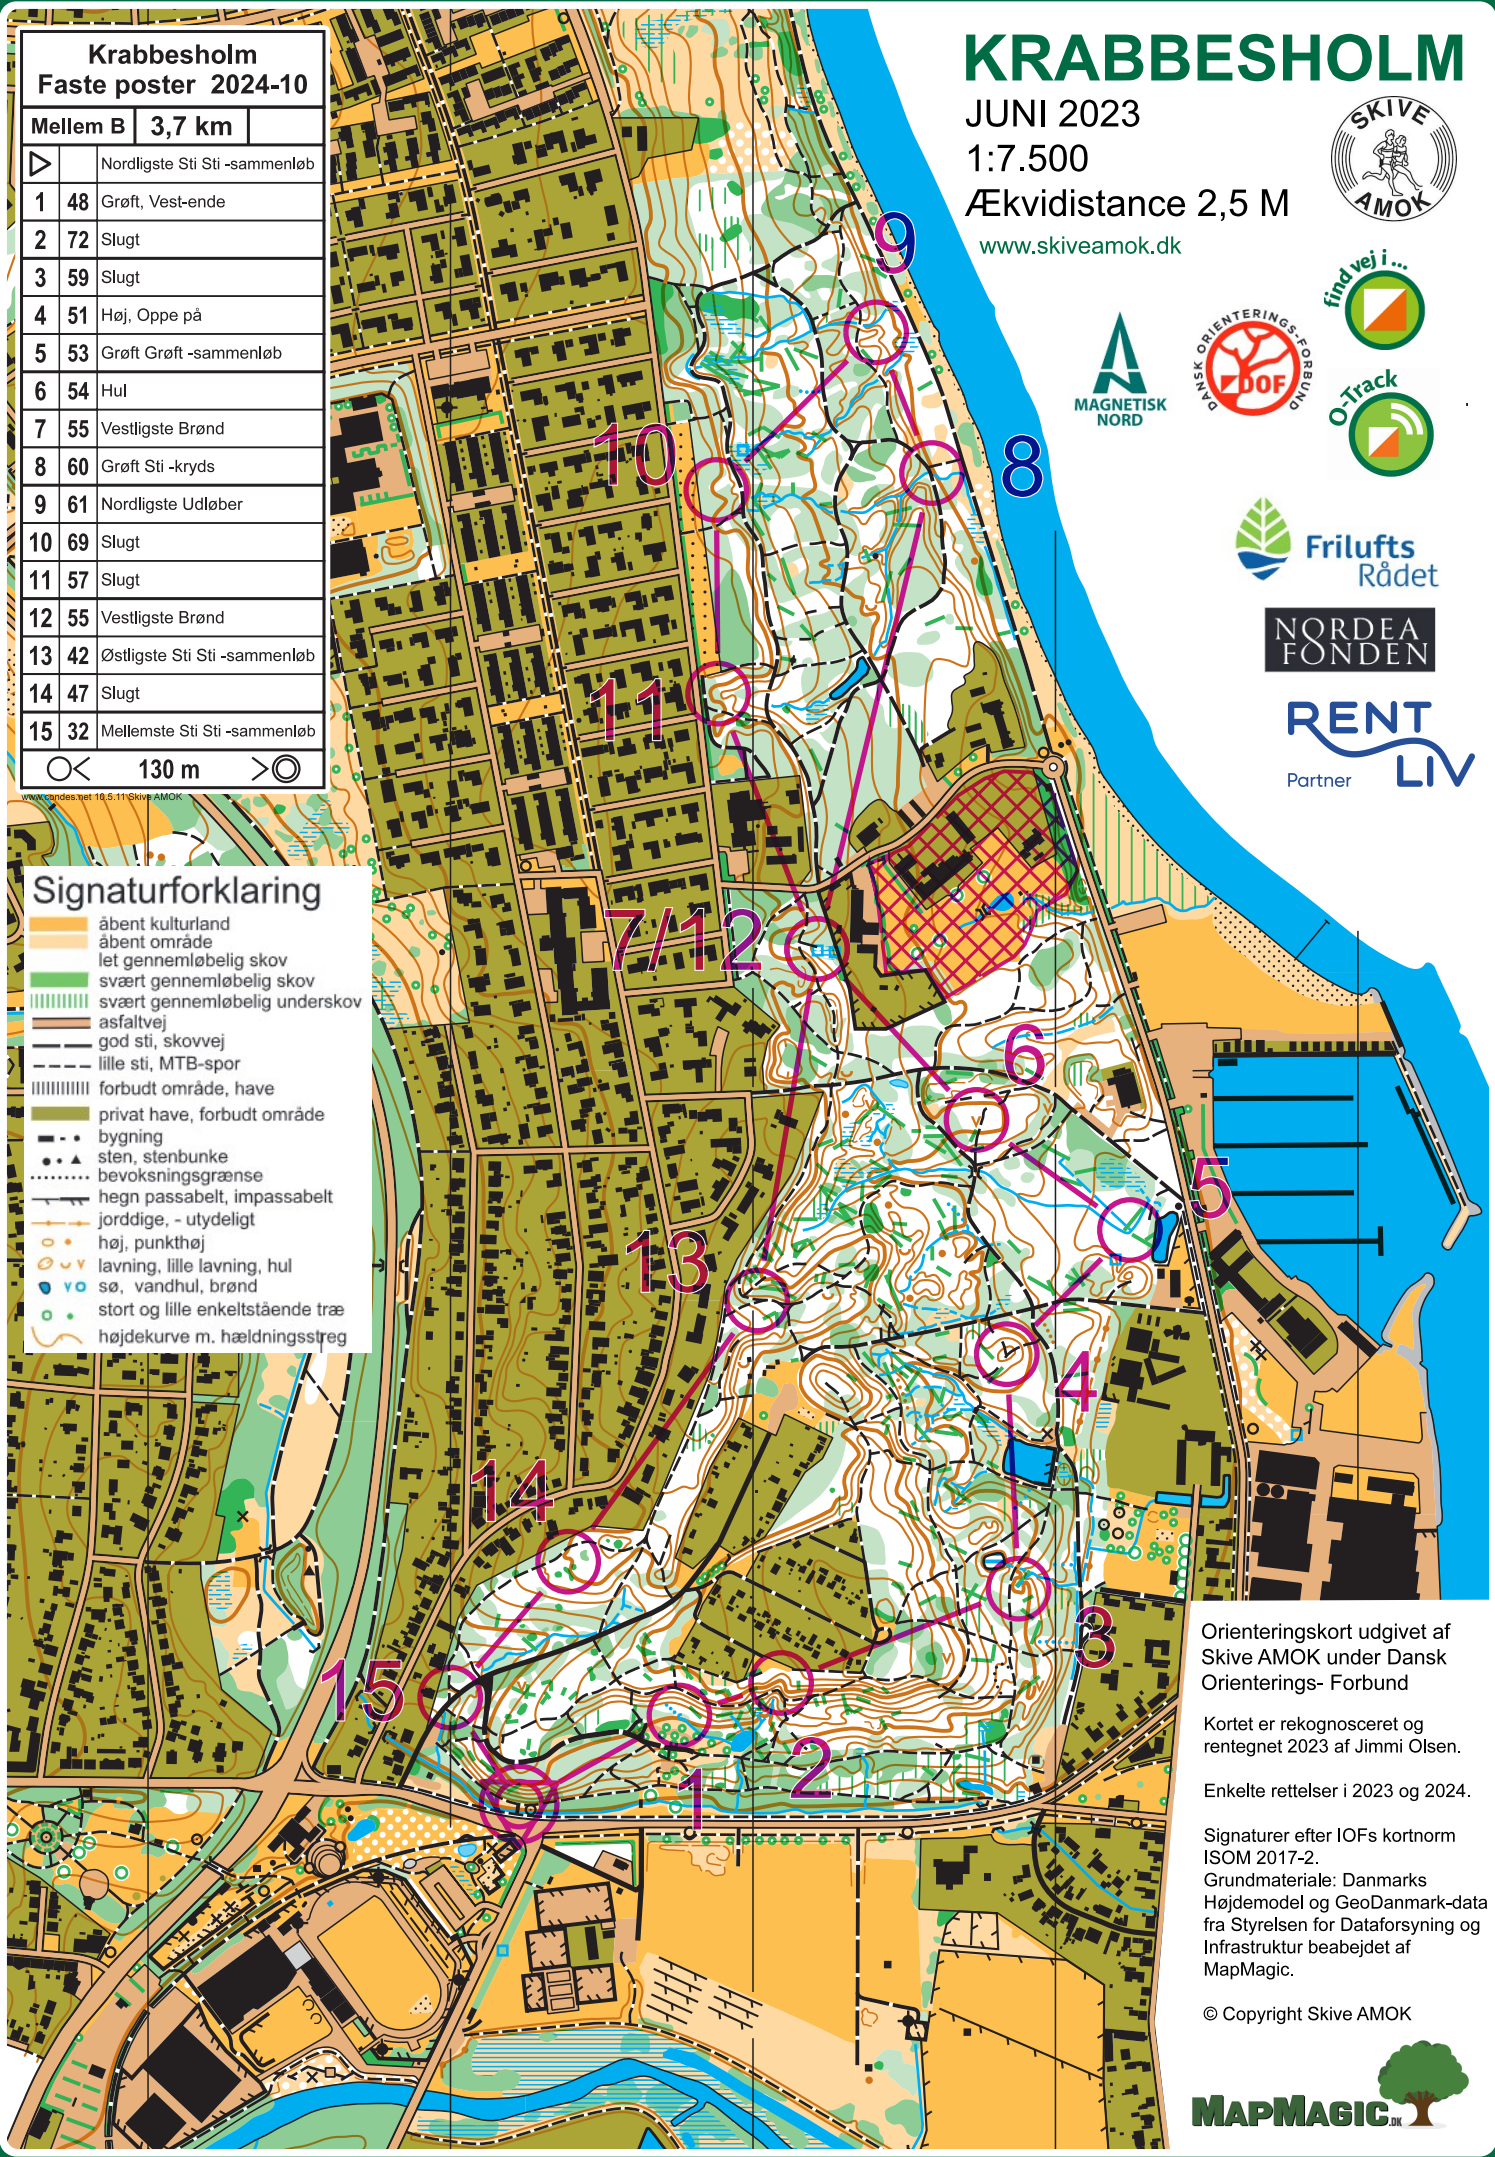 Krabbesholm
Faste poster 2024-10
Mellem B 3,7 km
Nordligste Sti Sti -sammenløb
1 48 Grøft, Vest-ende
2 72 Slugt
3 59 Slugt
4 51 Høj, Oppe på
5 53 Grøft Grøft -sammenløb
6 54 Hul
7 55 Vestligste Brønd
8 60 Grøft Sti -kryds
9 61 Nordligste Udløber
10 69 Slugt
11 57 Slugt
12 55 Vestligste Brønd
13 42 Østligste Sti Sti -sammenløb
14 47 Slugt
15 32 Mellemste Sti Sti -sammenløb
130 m
www.condes.net 10.5.11 Skive AMOK
KRABBESHOLM
JUNI 2023
1:7.500
Ækvidistance 2,5 M
www.skiveamok.dk
SKIVE
AMOK
find vej i ...
MAGNETISK
NORD
DANSK ORIENTERINGS-FORBUND
DOF
O-Track
Frilufts
Rådet
NORDEA
FONDEN
RENT
LIV
Partner
Signaturforklaring
åbent kulturland
åbent område
let gennemløbelig skov
svært gennemløbelig skov
svært gennemløbelig underskov
asfaltvej
god sti, skovvej
lille sti, MTB-spor
forbudt område, have
privat have, forbudt område
bygning
sten, stenbunke
bevoksningsgrænse
hegn passabelt, impassabelt
jorddige, - utydeligt
høj, punkthøj
lavning, lille lavning, hul
sø, vandhul, brønd
stort og lille enkeltstående træ
højdekurve m. hældningsstreg
9
10
8
11
7/12
6
5
13
4
14
3
15
2
1
Orienteringskort udgivet af
Skive AMOK under Dansk
Orienterings- Forbund
Kortet er rekognosceret og
rentegnet 2023 af Jimmi Olsen.
Enkelte rettelser i 2023 og 2024.
Signaturer efter IOFs kortnorm
ISOM 2017-2.
Grundmateriale: Danmarks
Højdemodel og GeoDanmark-data
fra Styrelsen for Dataforsyning og
Infrastruktur beabejdet af
MapMagic.
© Copyright Skive AMOK
MAPMAGIC.DK